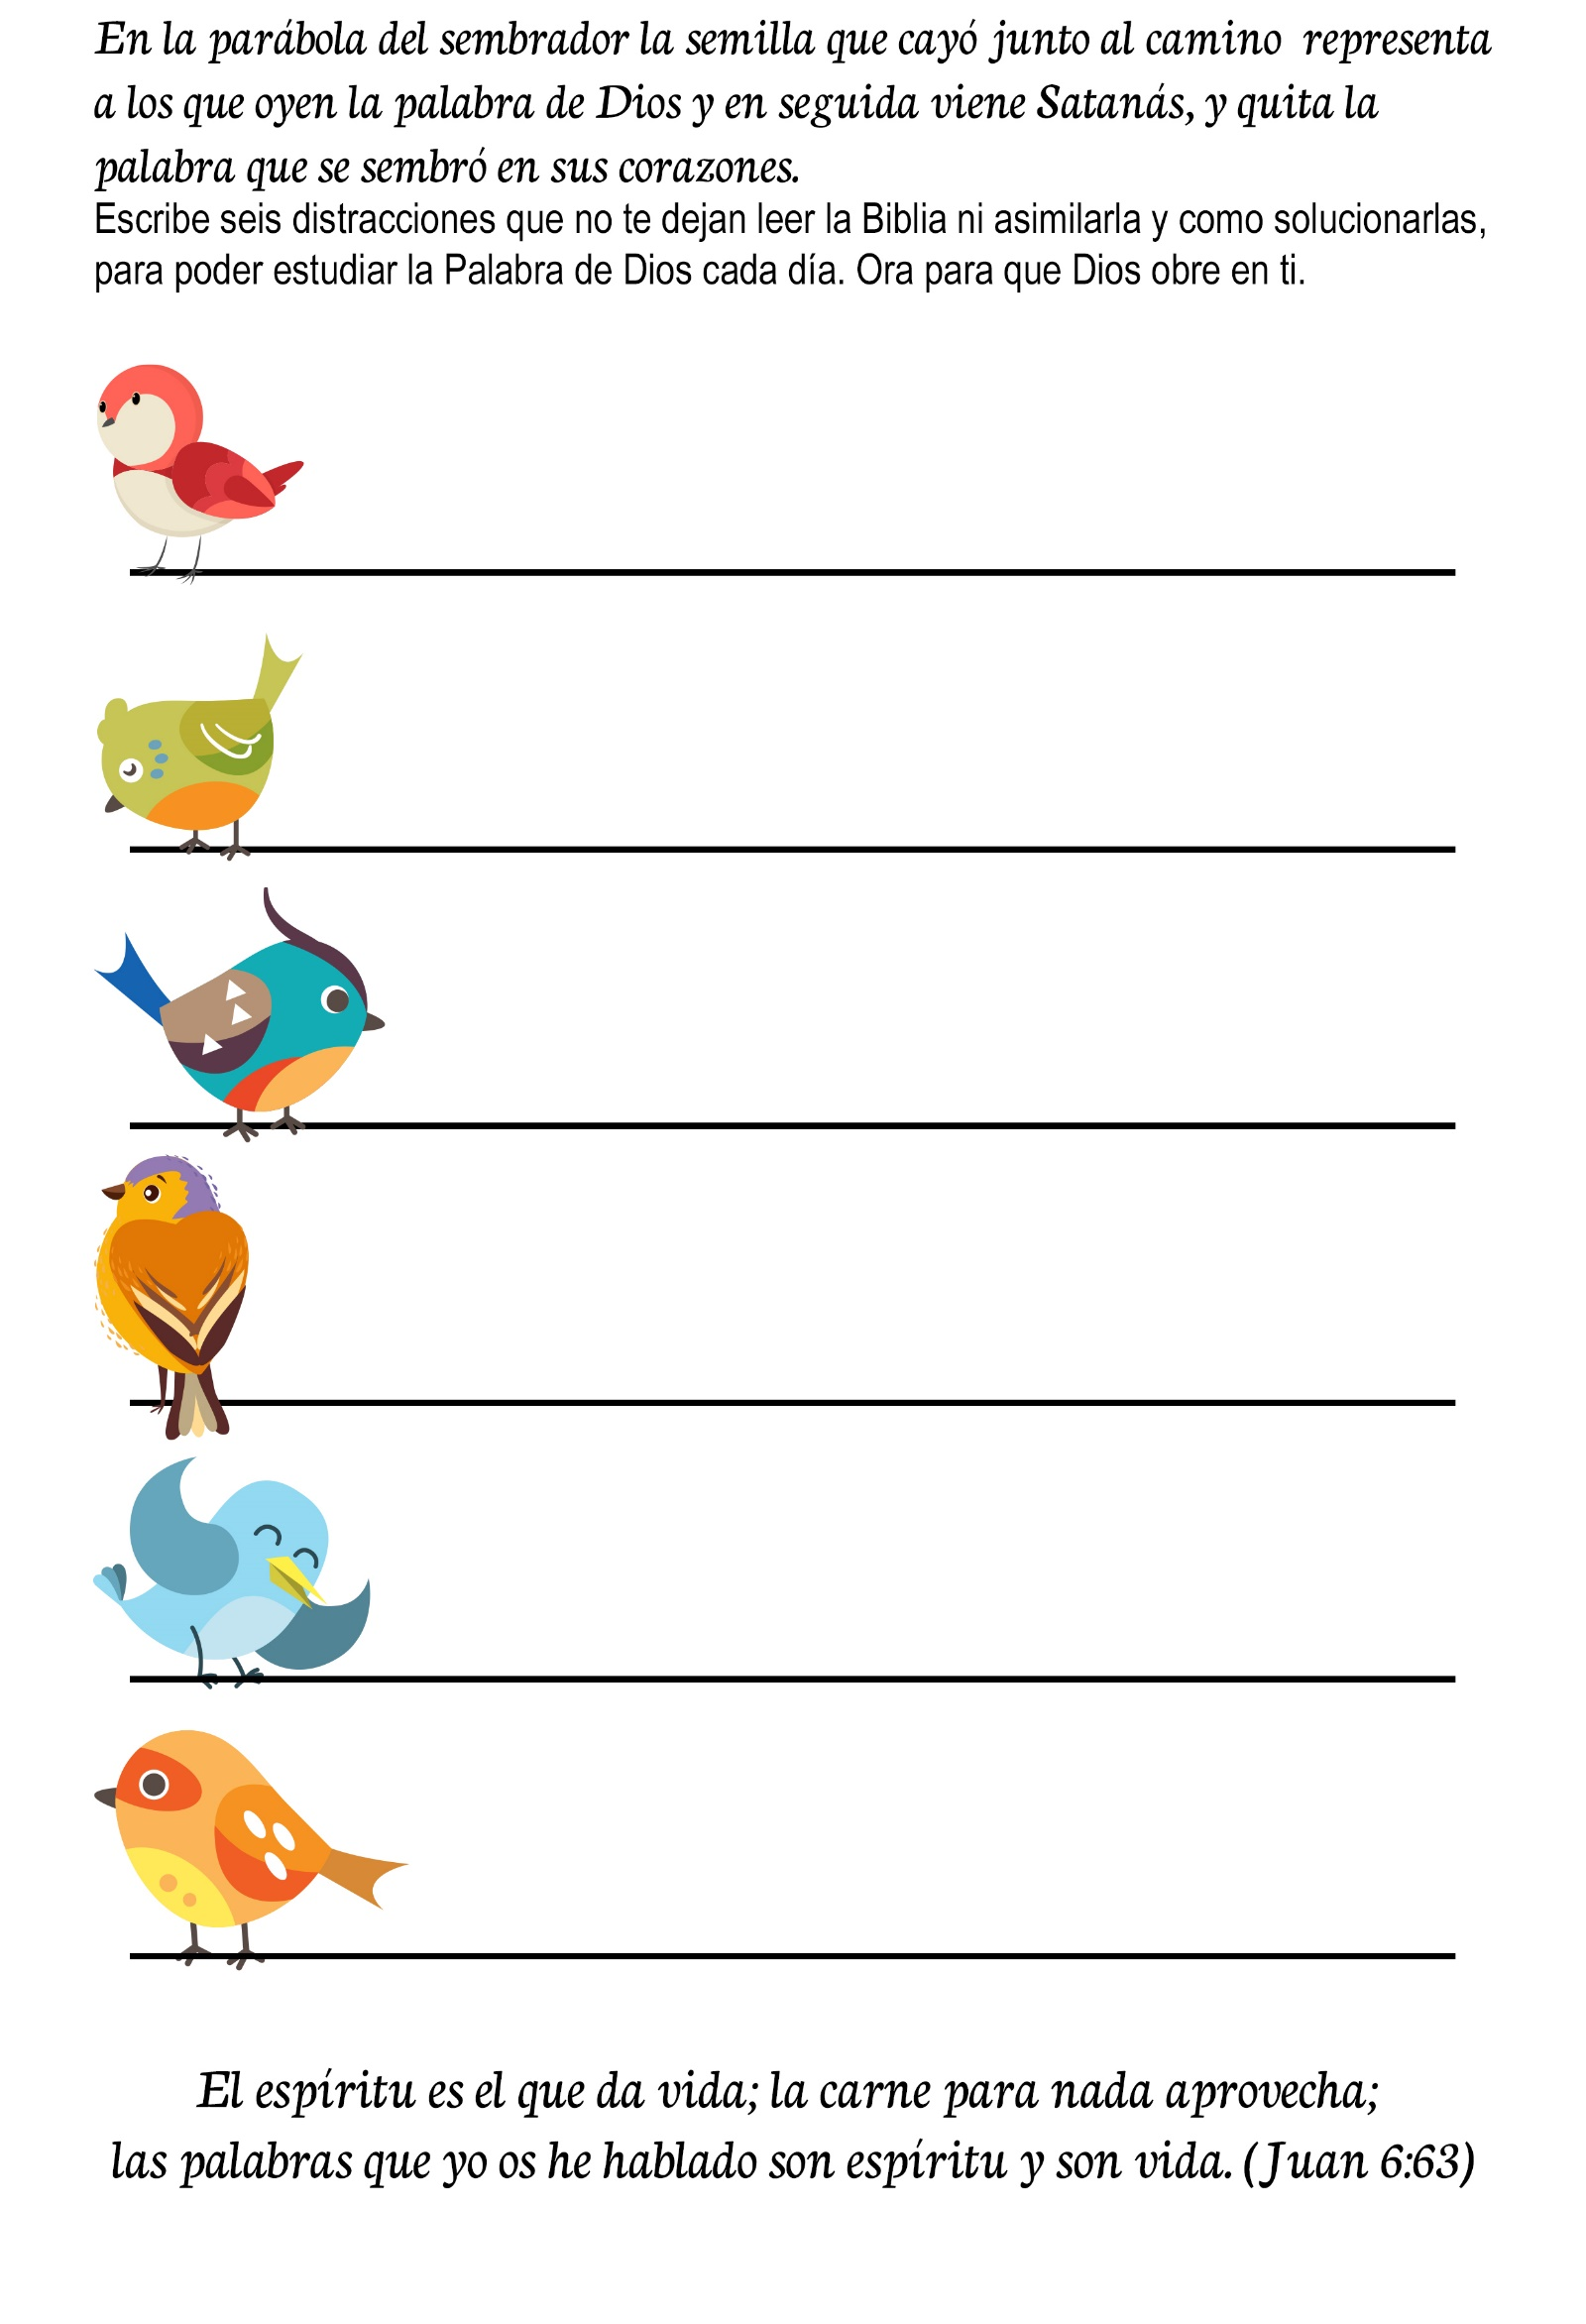 En la parábola del sembrador la semilla que cayó junto al camino representa
a los que oyen la palabra de Dios y en seguida viene Satanás, y quita la
palabra que se sembró en sus corazones.
Escribe seis distracciones que no te dejan leer la Biblia ni asimilarla y como solucionarlas,
para poder estudiar la Palabra de Dios cada día. Ora para que Dios obre en ti.
El espíritu es el que da vida; la carne para nada aprovecha;
las palabras que yo os he hablado son espíritu y son vida. (Juan 6:63)